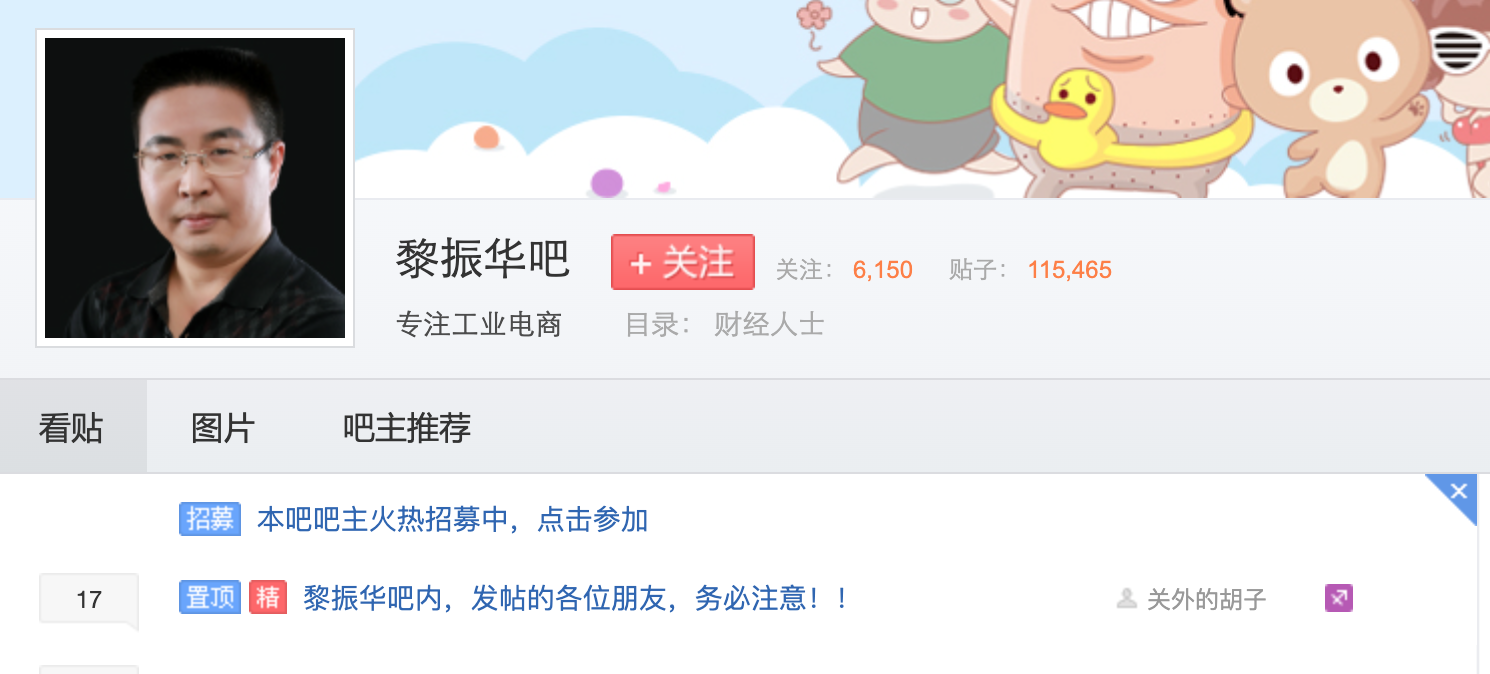 黎振华吧 + 关注 关注： 6,150 贴子： 115,465
专注工业电商 目录： 财经人士
看贴 图片 吧主推荐
招募 本吧吧主火热招募中，点击参加
17 置顶 精 黎振华吧内，发帖的各位朋友，务必注意！！ 关外的胡子